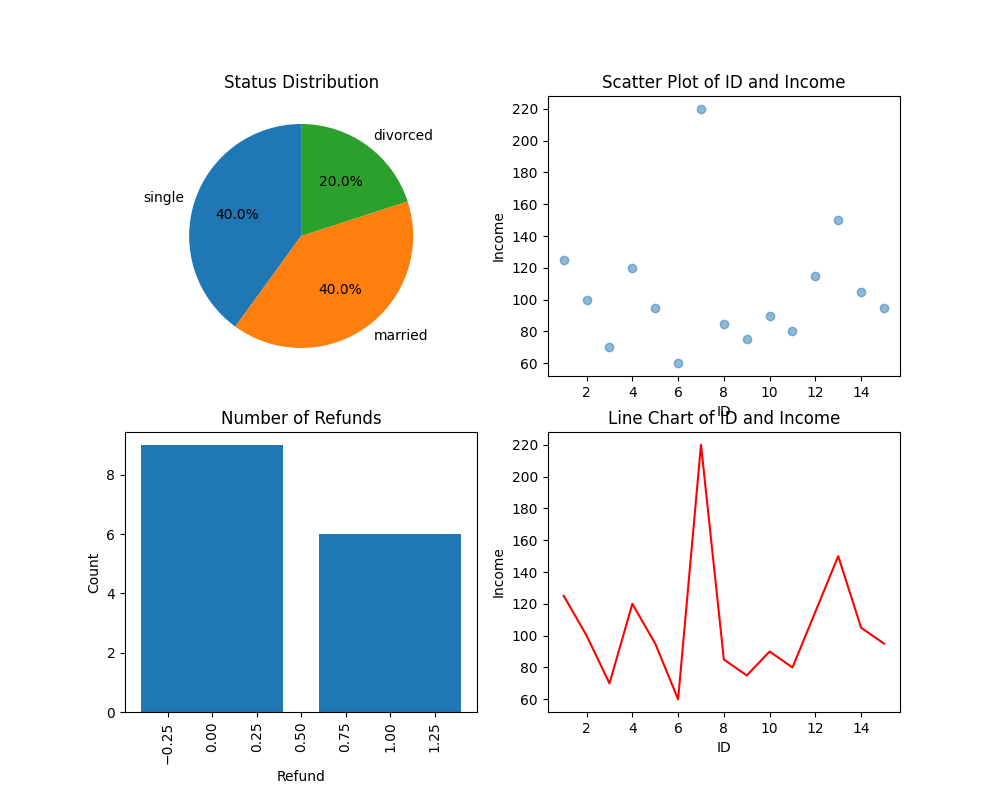 Status Distribution
divorced
single
married
20.0%
40.0%
40.0%
Scatter Plot of ID and Income
Income
220
200
180
160
140
120
100
80
60
2 4 6 8 10 12 14
ID
Number of Refunds
Count
8
6
4
2
0
−0.25 0.00 0.25 0.50 0.75 1.00 1.25
Refund
Line Chart of ID and Income
Income
220
200
180
160
140
120
100
80
60
2 4 6 8 10 12 14
ID